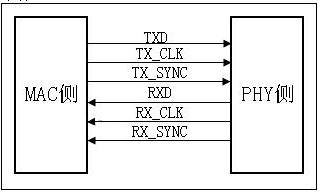 TXD
TX_CLK
TX_SYNC
MAC侧
RXD
PHY侧
RX_CLK
RX_SYNC